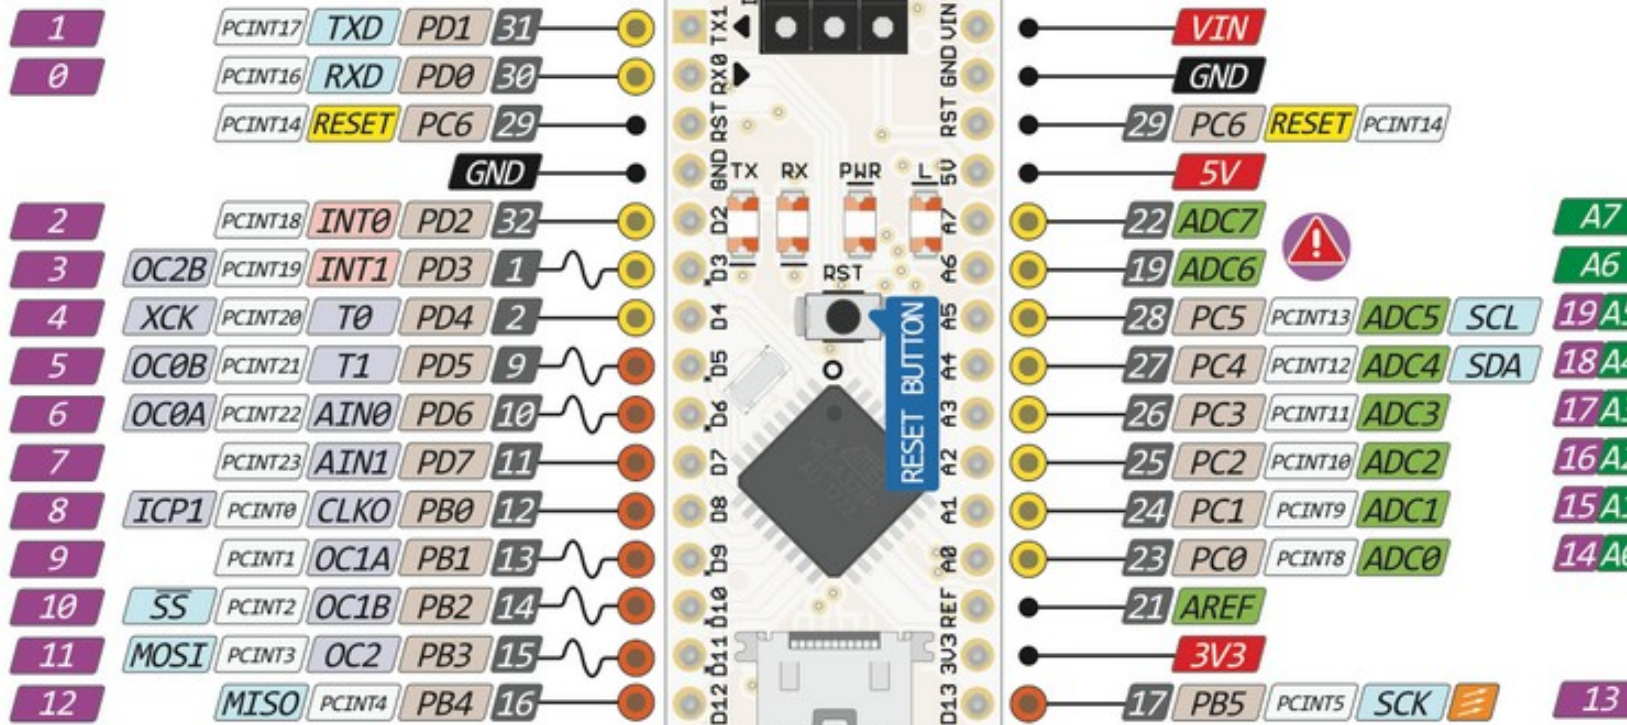 1 PCINT17 TXD PD1 31 TX1 VIN VIN
0 PCINT16 RXD PD0 30 RX0 GND GND
PCINT14 RESET PC6 29 RST RST 29 PC6 RESET PCINT14
GND GND 5V 5V
TX RX PWR L
2 PCINT18 INT0 PD2 32 D2 A7 22 ADC7 A7
3 OC2B PCINT19 INT1 PD3 1 D3 A6 19 ADC6 A6
RST
4 XCK PCINT20 T0 PD4 2 D4 A5 28 PC5 PCINT13 ADC5 SCL 19 A5
5 OC0B PCINT21 T1 PD5 9 D5 A4 27 PC4 PCINT12 ADC4 SDA 18 A4
RESET BUTTON
6 OC0A PCINT22 AIN0 PD6 10 D6 A3 26 PC3 PCINT11 ADC3 17 A3
7 PCINT23 AIN1 PD7 11 D7 A2 25 PC2 PCINT10 ADC2 16 A2
8 ICP1 PCINT0 CLKO PB0 12 D8 A1 24 PC1 PCINT9 ADC1 15 A1
9 PCINT1 OC1A PB1 13 D9 A0 23 PC0 PCINT8 ADC0 14 A0
10 SS PCINT2 OC1B PB2 14 D10 REF 21 AREF
11 MOSI PCINT3 OC2 PB3 15 D11 3V3 3V3
12 MISO PCINT4 PB4 16 D12 D13 17 PB5 PCINT5 SCK 13